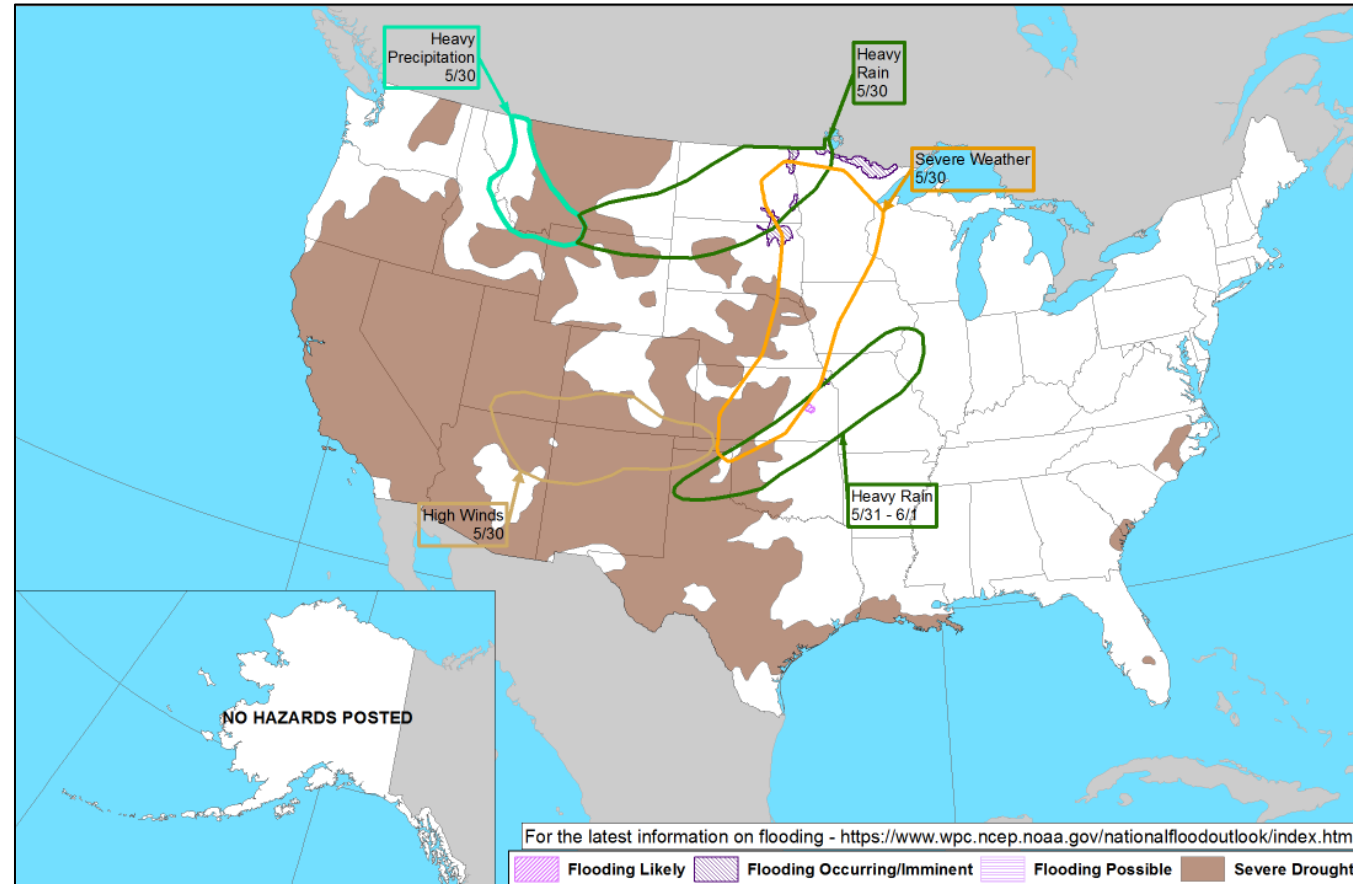 Heavy
Precipitation
5/30
Heavy
Rain
5/30
Severe Weather
5/30
High Winds
5/30
Heavy Rain
5/31 - 6/1
NO HAZARDS POSTED
For the latest information on flooding - https://www.wpc.ncep.noaa.gov/nationalfloodoutlook/index.htm
Flooding Likely Flooding Occurring/Imminent Flooding Possible Severe Drought